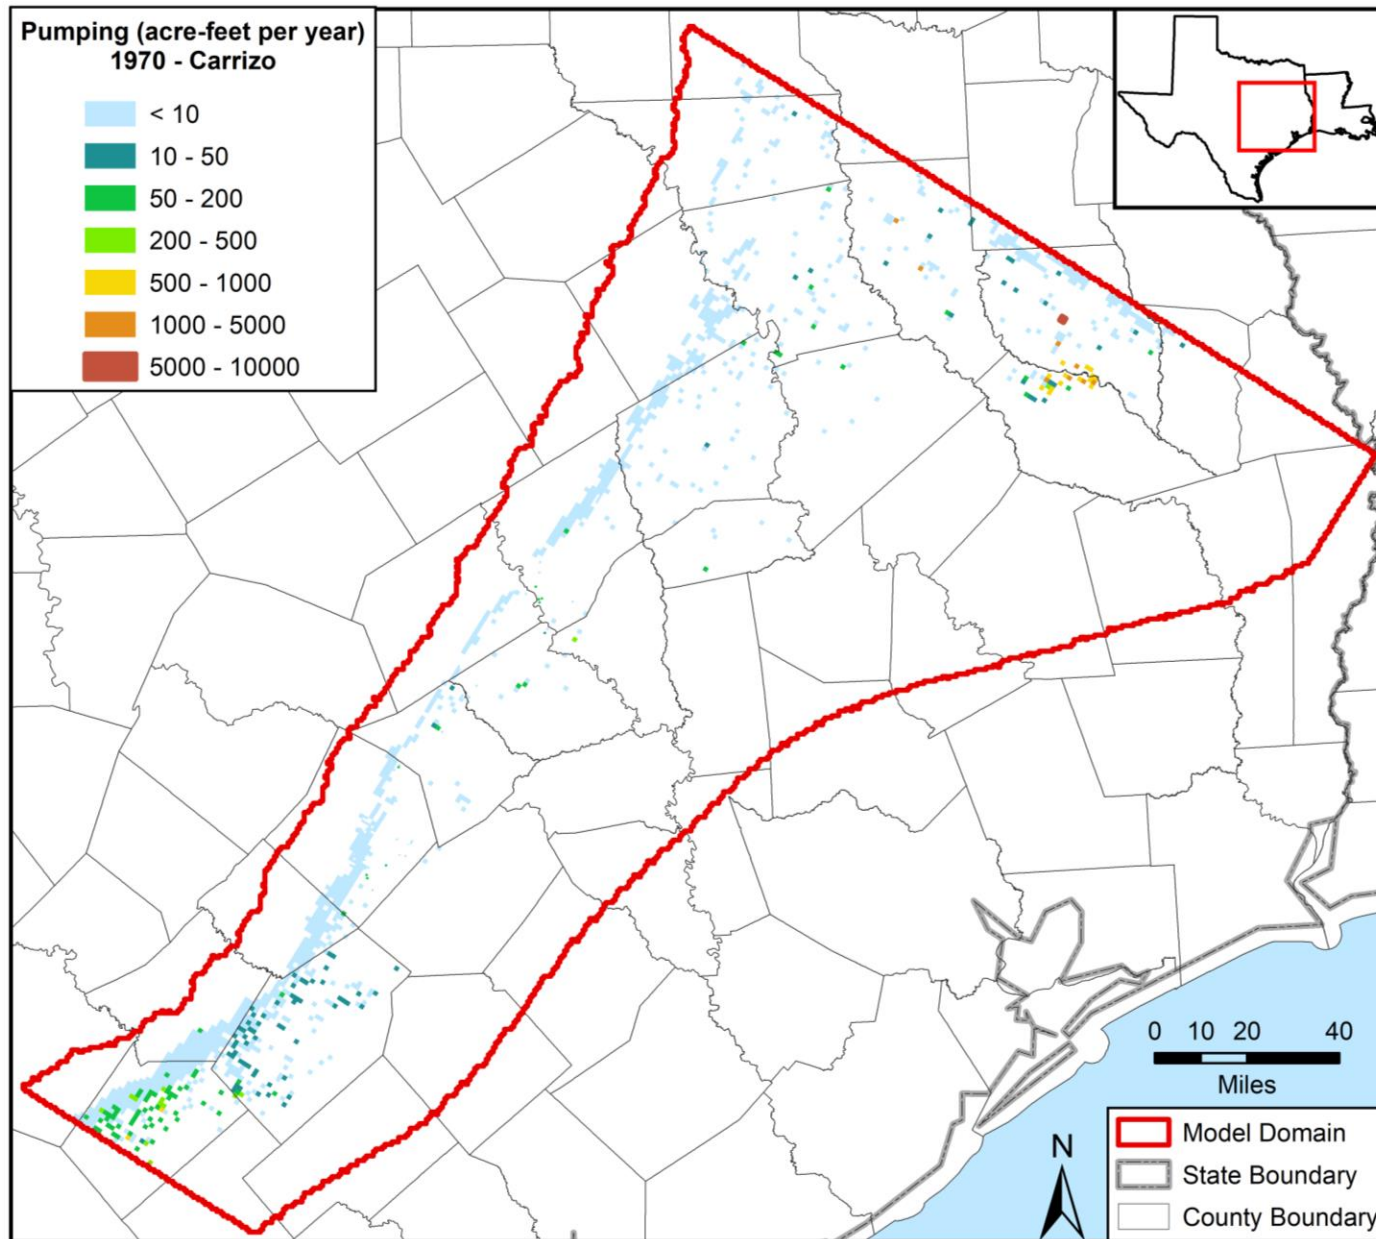 Pumping (acre-feet per year)
1970 - Carrizo
< 10
10 - 50
50 - 200
200 - 500
500 - 1000
1000 - 5000
5000 - 10000
0 10 20 40
Miles
N
Model Domain
State Boundary
County Boundary